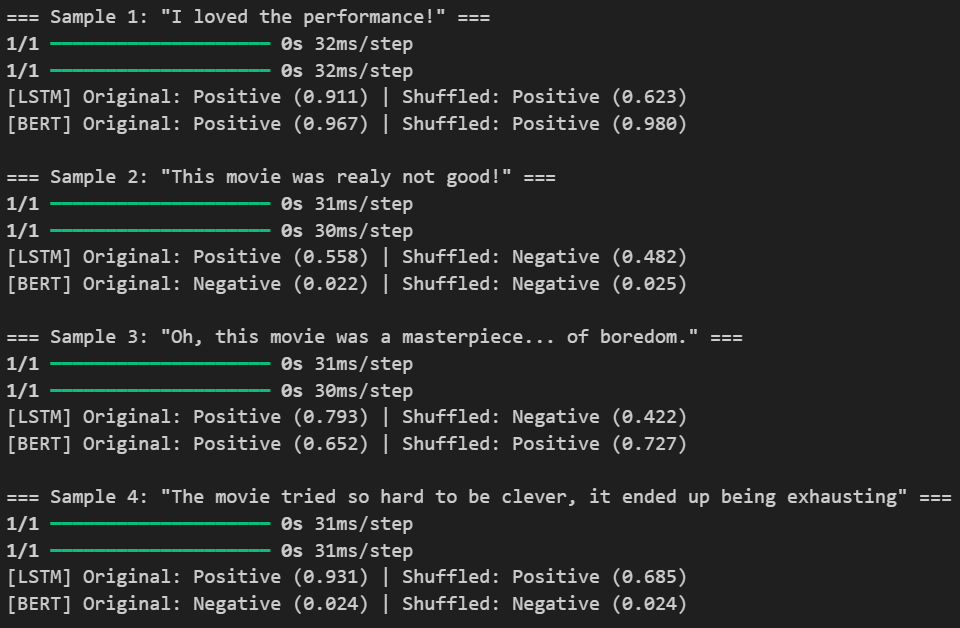 === Sample 1: "I loved the performance!" ===
1/1 ━━━━━━━━━━━━━━━━━━━━ 0s 32ms/step
1/1 ━━━━━━━━━━━━━━━━━━━━ 0s 32ms/step
[LSTM] Original: Positive (0.911) | Shuffled: Positive (0.623)
[BERT] Original: Positive (0.967) | Shuffled: Positive (0.980)
=== Sample 2: "This movie was realy not good!" ===
1/1 ━━━━━━━━━━━━━━━━━━━━ 0s 31ms/step
1/1 ━━━━━━━━━━━━━━━━━━━━ 0s 30ms/step
[LSTM] Original: Positive (0.558) | Shuffled: Negative (0.482)
[BERT] Original: Negative (0.022) | Shuffled: Negative (0.025)
=== Sample 3: "Oh, this movie was a masterpiece... of boredom." ===
1/1 ━━━━━━━━━━━━━━━━━━━━ 0s 31ms/step
1/1 ━━━━━━━━━━━━━━━━━━━━ 0s 30ms/step
[LSTM] Original: Positive (0.793) | Shuffled: Negative (0.422)
[BERT] Original: Positive (0.652) | Shuffled: Positive (0.727)
=== Sample 4: "The movie tried so hard to be clever, it ended up being exhausting" ===
1/1 ━━━━━━━━━━━━━━━━━━━━ 0s 31ms/step
1/1 ━━━━━━━━━━━━━━━━━━━━ 0s 31ms/step
[LSTM] Original: Positive (0.931) | Shuffled: Positive (0.685)
[BERT] Original: Negative (0.024) | Shuffled: Negative (0.024)